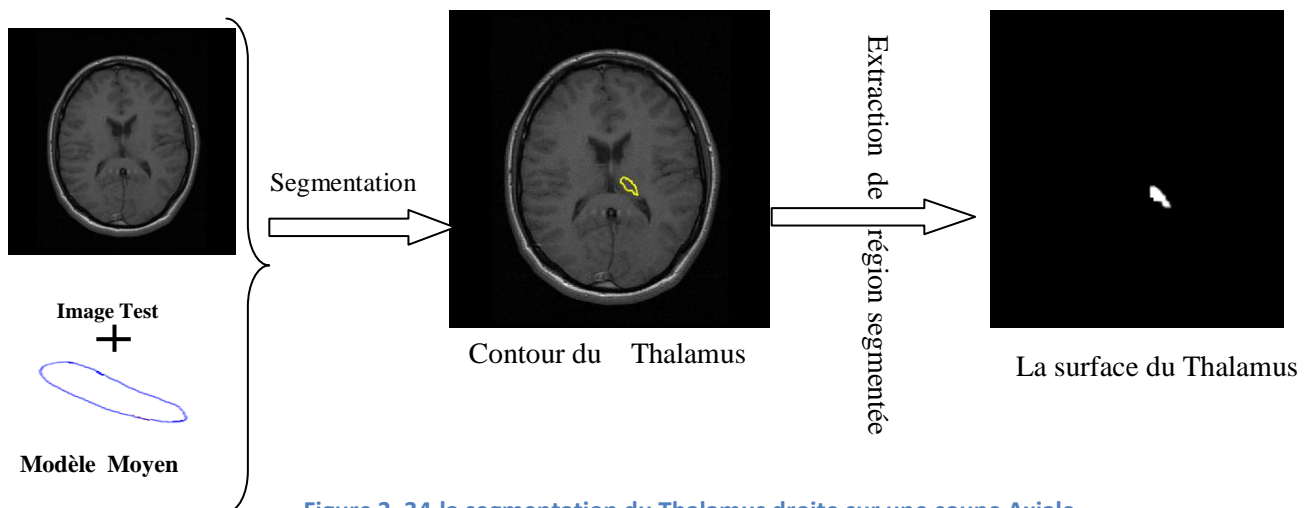 Segmentation
Image Test
+
Modèle Moyen
Contour du Thalamus
Extraction de région segmentée
La surface du Thalamus
Figure 3. 24 la segmentation du Thalamus droite sur une coupe Axiale